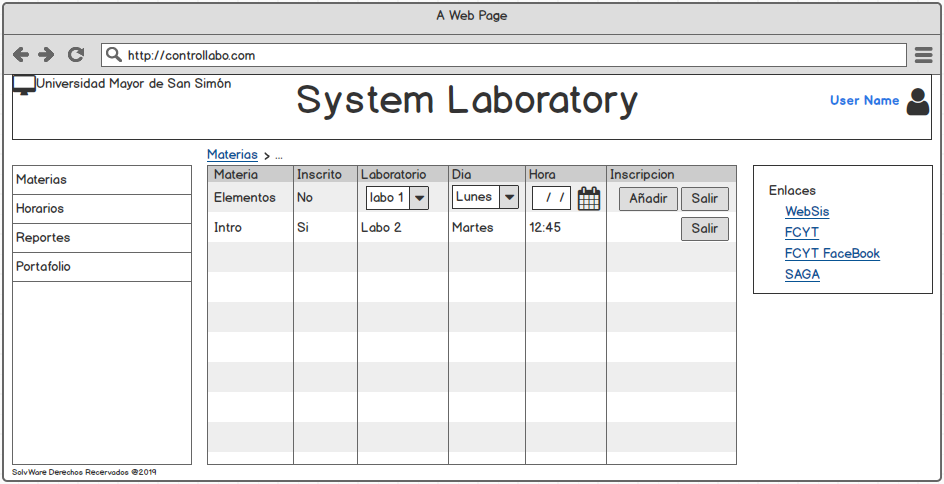 A Web Page
http://controllabo.com
Universidad Mayor de San Simón
System Laboratory
User Name
Materias > ...
Materias
Horarios
Reportes
Portafolio
Materia Inscrito Laboratorio Dia Hora Inscripcion
Elementos No labo 1 Lunes / / Añadir Salir
Intro Si Labo 2 Martes 12:45 Salir
Enlaces
WebSis
FCYT
FCYT FaceBook
SAGA
SolvWare Derechos Recervados @2019